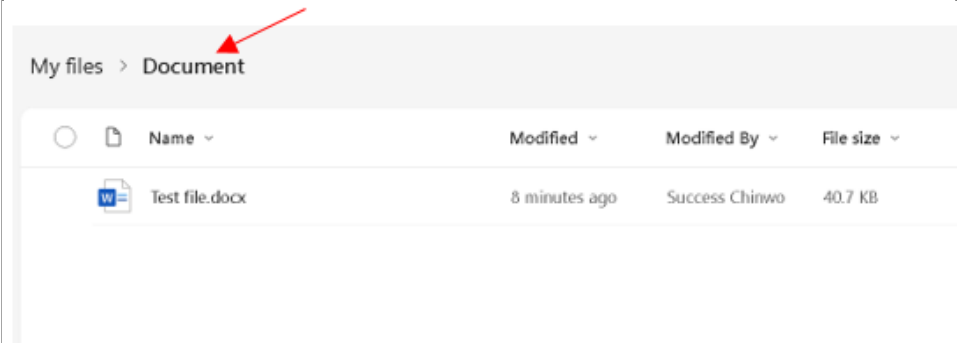 My files > Document
Name Modified Modified By File size
W Test file.docx 8 minutes ago Success Chinwo 40.7 KB